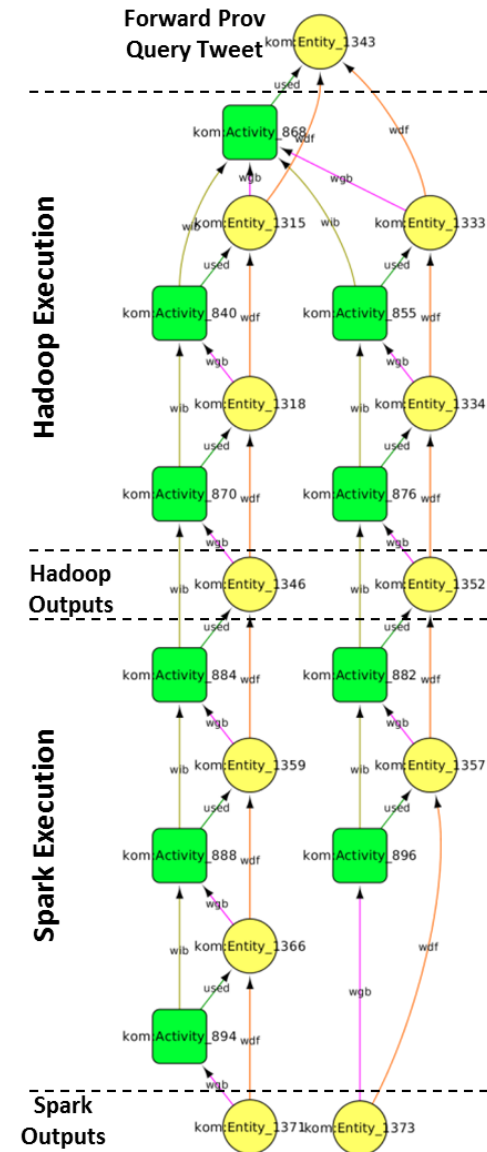 Forward Prov
Query Tweet
kom:Entity_1343
used
kom:Activity_868
wdf
wdf
wgb
wgb
wib
wib
kom:Entity_1315
kom:Entity_1333
used
used
Hadoop Execution
kom:Activity_840
wdf
kom:Activity_855
wdf
wgb
wgb
wib
kom:Entity_1318
wib
kom:Entity_1334
used
used
kom:Activity_870
wdf
kom:Activity_876
wdf
wgb
wgb
Hadoop
Outputs
wib
kom:Entity_1346
wib
kom:Entity_1352
used
used
kom:Activity_884
wdf
kom:Activity_882
wdf
wgb
wgb
Spark Execution
wib
kom:Entity_1359
wib
kom:Entity_1357
used
used
kom:Activity_888
wdf
kom:Activity_896
wgb
wib
kom:Entity_1366
wdf
used
wgb
kom:Activity_894
wdf
wgb
Spark
Outputs
kom:Entity_1371
kom:Entity_1373